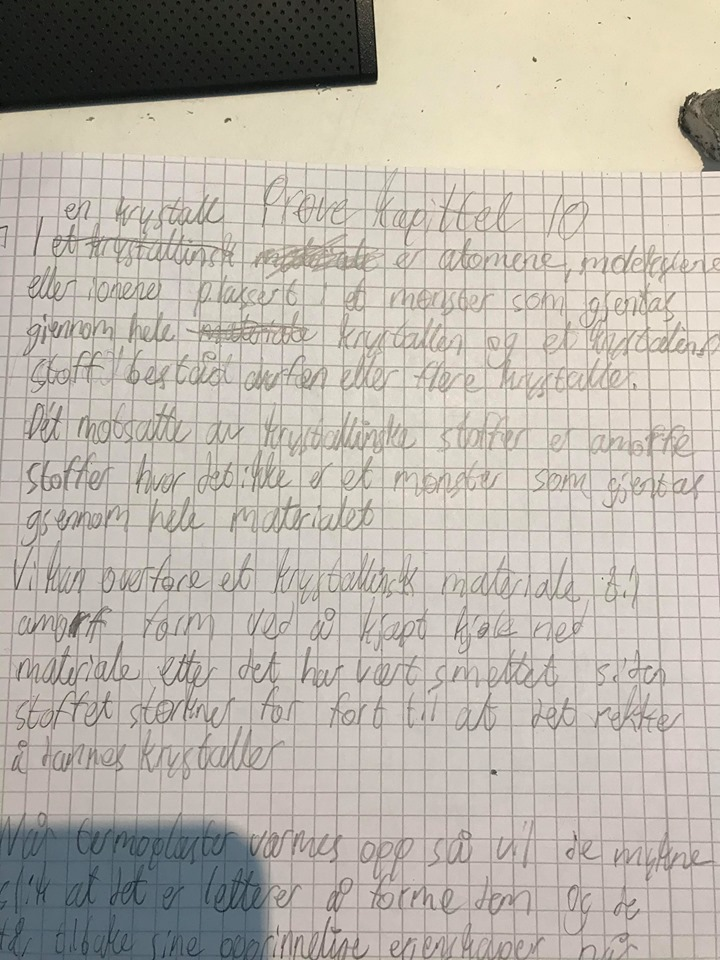 en krystall Prøve Kapittel 10
I et krystallinsk er atomene, molekylene
eller ionene plassert i et mønster som gjentas
gjennom hele krystallen og et
stoff består en eller flere krystaller.
Det motsatte av krystallinske stoffer er amorfe
stoffer hvor det ikke er et mønster som gjentas
gjennom hele materialet
Vi kan overføre et krystallinsk materiale til
amorf form ved å kjapt kjøle ned
materiale etter det har vært smeltet siden
stoffet størkner for fort til at det rekker
å dannes krystaller
Når termoplaster varmes opp så vil de mykne
slik at det er letterer å forme dem og de
får tilbake sine opprinnelige egenskaper når